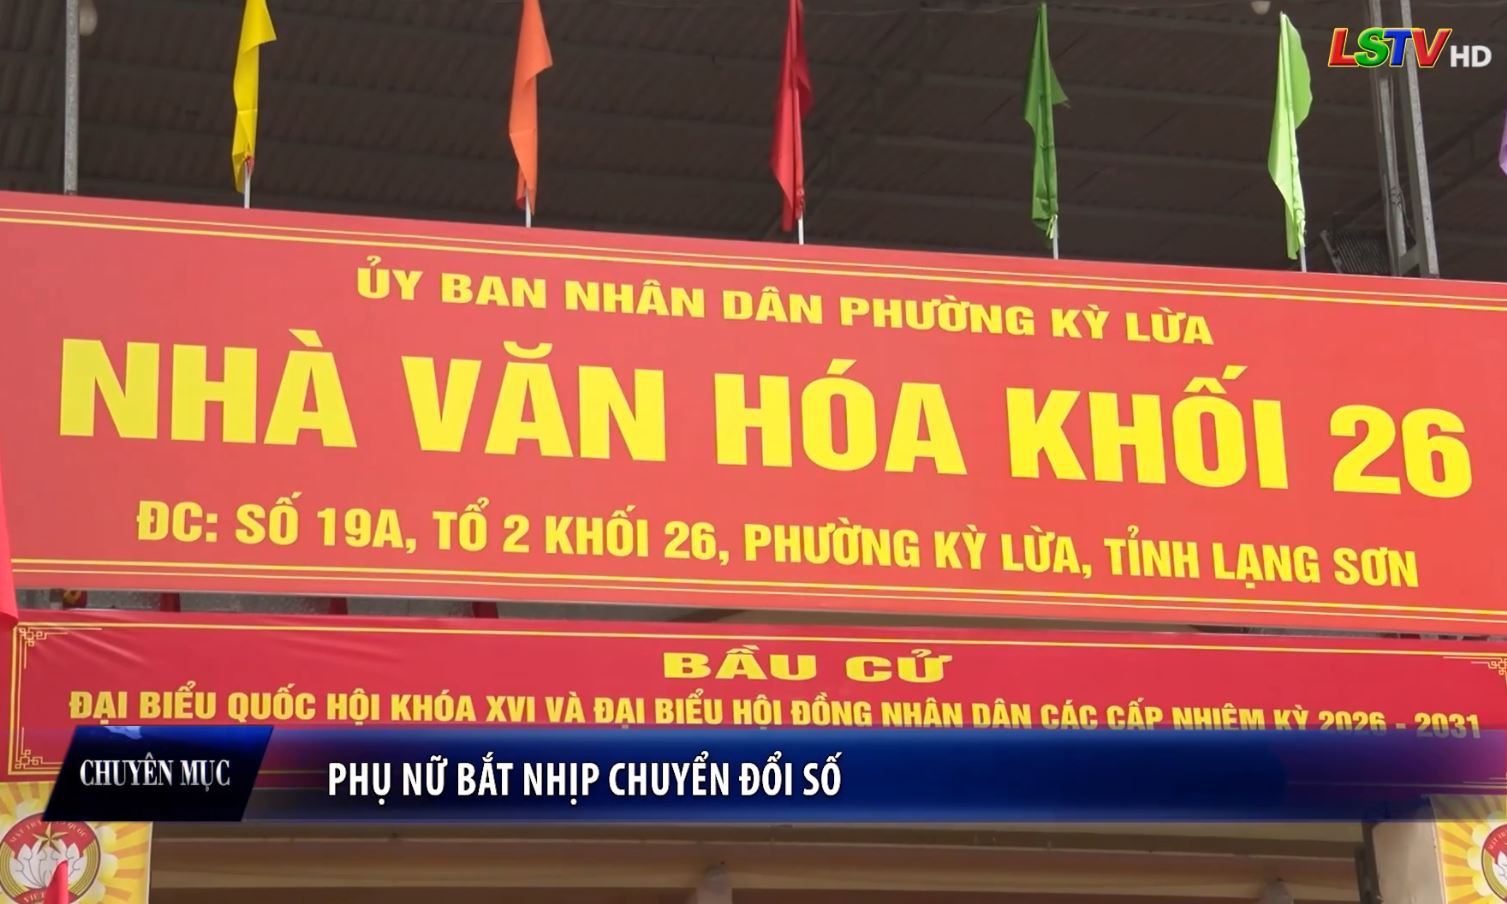 LSTV HD
ỦY BAN NHÂN DÂN PHƯỜNG KỲ LỪA
NHÀ VĂN HÓA KHỐI 26
ĐC: SỐ 19A, TỔ 2 KHỐI 26, PHƯỜNG KỲ LỪA, TỈNH LẠNG SƠN
BẦU CỬ
ĐẠI BIỂU QUỐC HỘI KHÓA XVI VÀ ĐẠI BIỂU HỘI ĐỒNG NHÂN DÂN CÁC CẤP NHIỆM KỲ 2026 - 2031
CHUYÊN MỤC
PHỤ NỮ BẮT NHỊP CHUYỂN ĐỔI SỐ